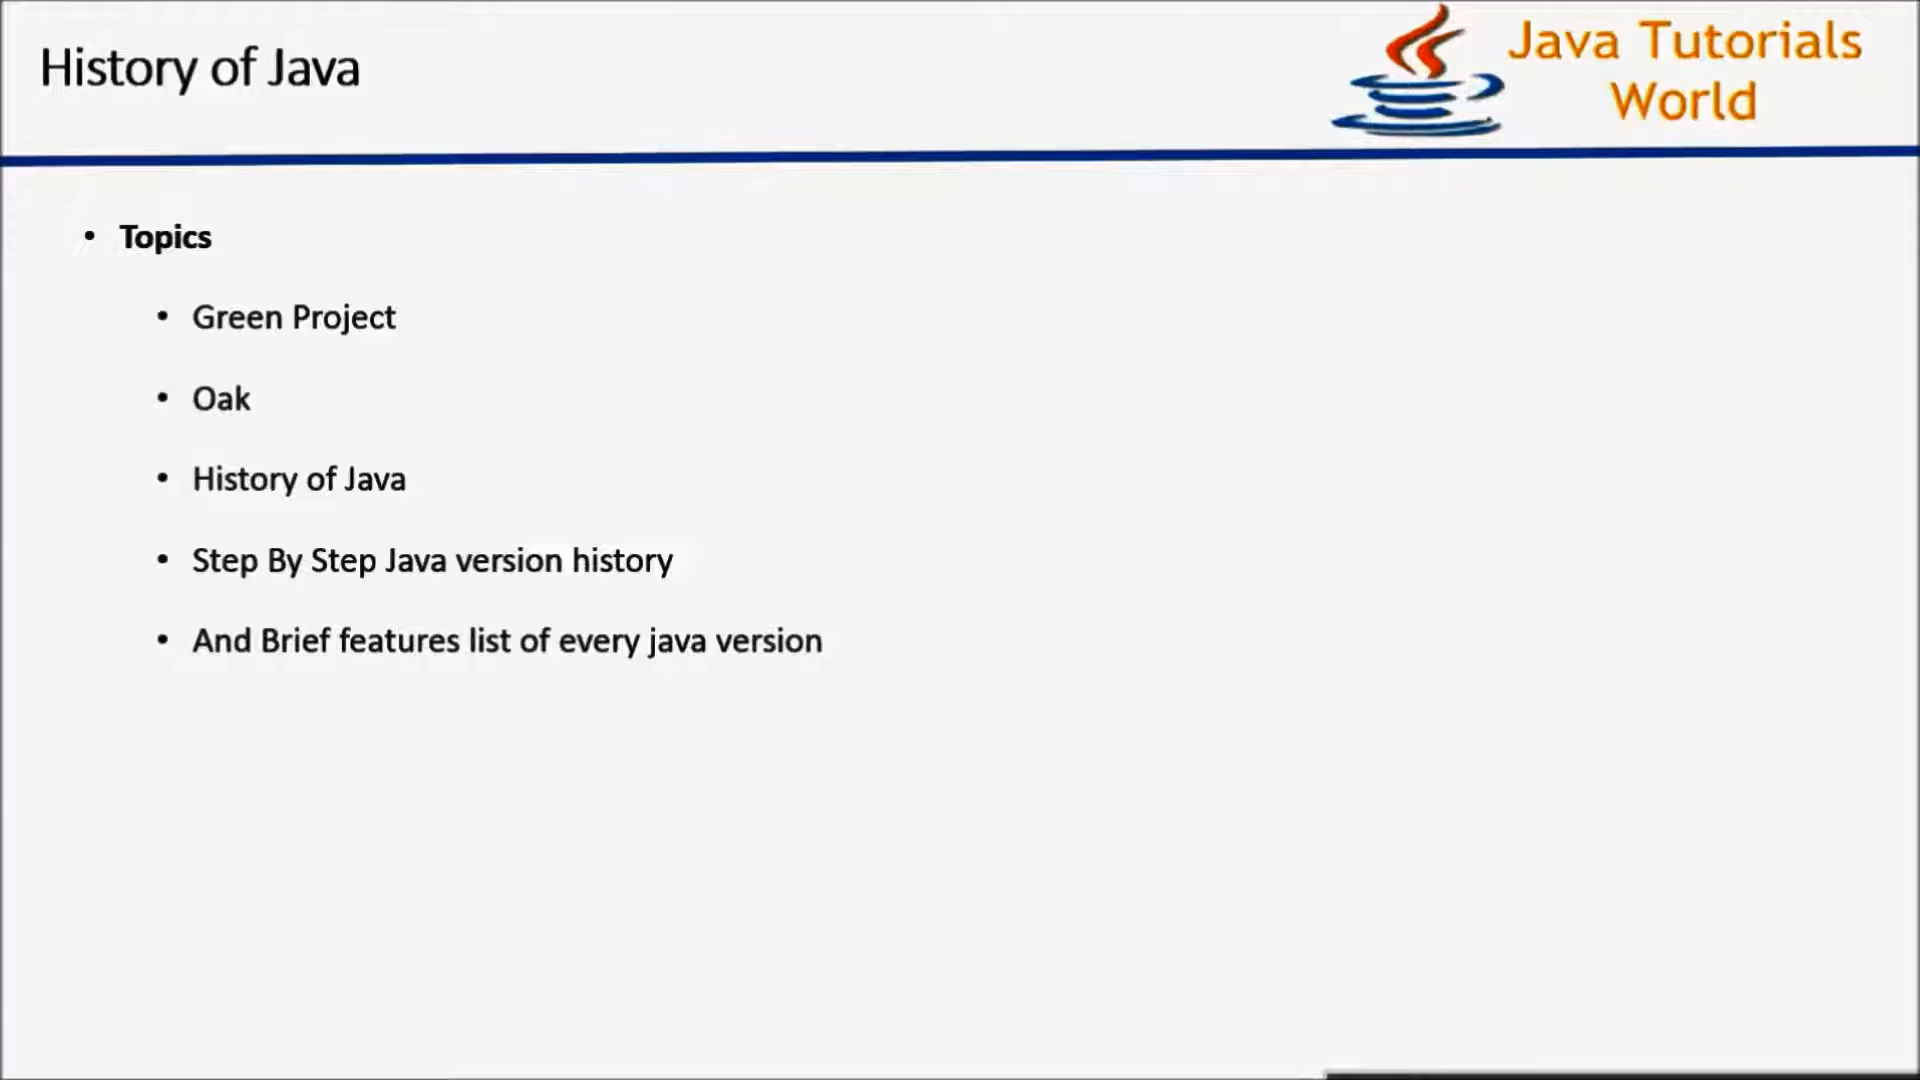 History of Java
Java Tutorials
World
• Topics
• Green Project
• Oak
• History of Java
• Step By Step Java version history
• And Brief features list of every java version